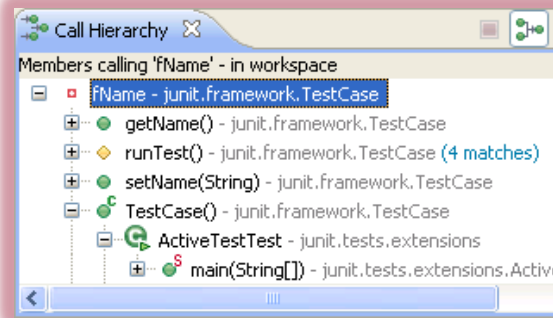 Call Hierarchy
Members calling 'fName' - in workspace
fName - junit.framework.TestCase
getName() - junit.framework.TestCase
runTest() - junit.framework.TestCase (4 matches)
setName(String) - junit.framework.TestCase
C TestCase() - junit.framework.TestCase
C ActiveTestTest - junit.tests.extensions
S main(String[]) - junit.tests.extensions.Active